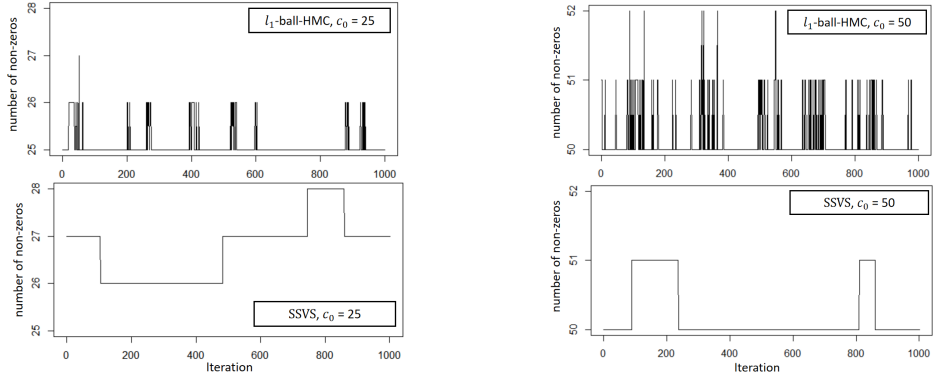 number of non-zeros
28
27
26
25
l₁-ball-HMC, c₀ = 25
0 200 400 600 800 1000
number of non-zeros
28
27
26
25
SSVS, c₀ = 25
0 200 400 600 800 1000
Iteration
number of non-zeros
52
51
50
l₁-ball-HMC, c₀ = 50
0 200 400 600 800 1000
number of non-zeros
52
51
50
SSVS, c₀ = 50
0 200 400 600 800 1000
Iteration